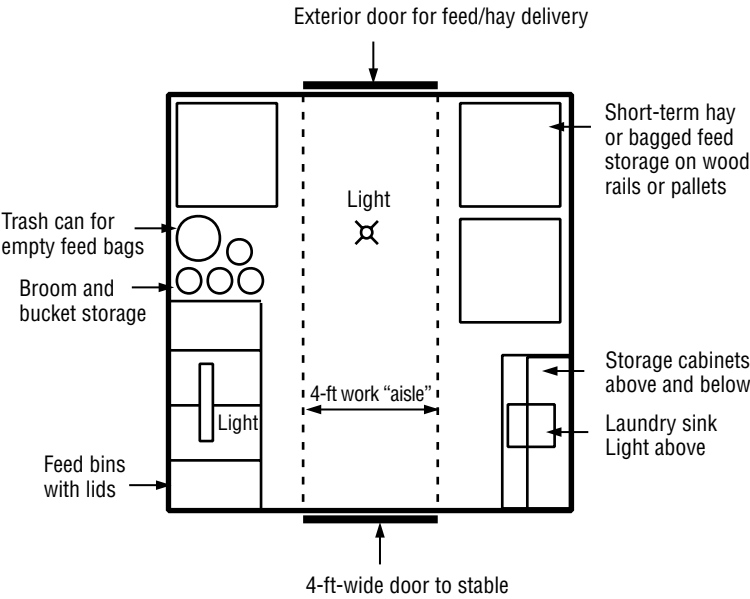 Exterior door for feed/hay delivery
Short-term hay
or bagged feed
storage on wood
rails or pallets
Light
Trash can for
empty feed bags
Broom and
bucket storage
Storage cabinets
above and below
4-ft work “aisle”
Light
Laundry sink
Light above
Feed bins
with lids
4-ft-wide door to stable